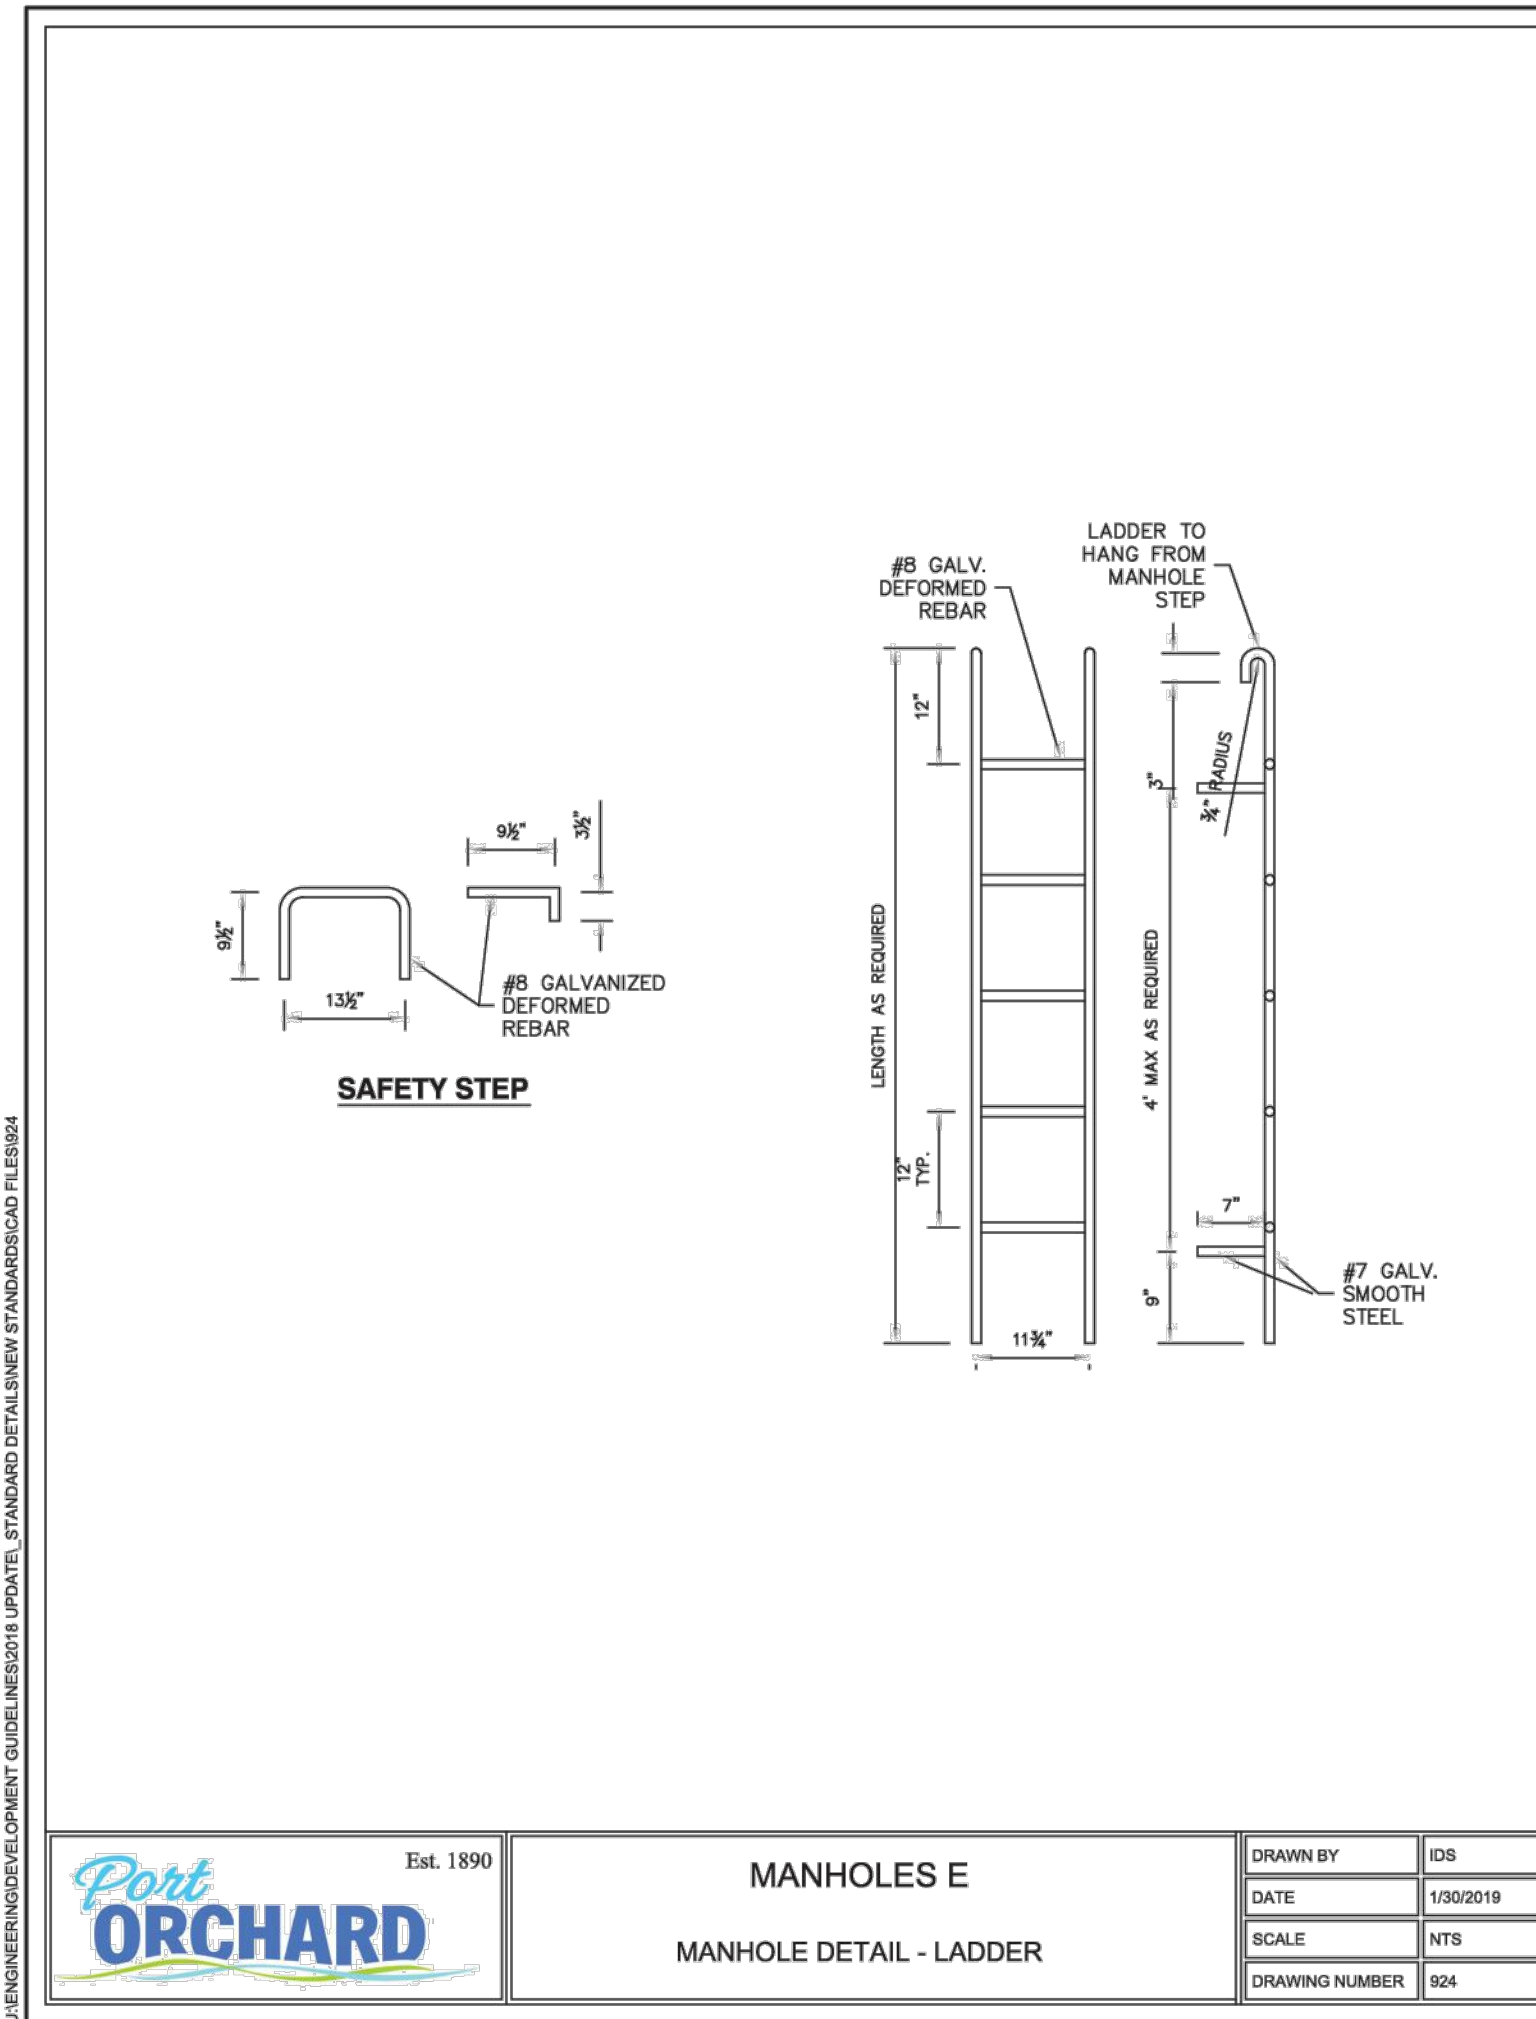 LADDER TO
HANG FROM
MANHOLE
STEP
#8 GALV.
DEFORMED
REBAR
12"
3"
¾" RADIUS
9½"
3½"
9½"
13½"
#8 GALVANIZED
DEFORMED
REBAR
SAFETY STEP
LENGTH AS REQUIRED
4' MAX AS REQUIRED
12"
TYP.
7"
9"
11¾"
#7 GALV.
SMOOTH
STEEL
U:\ENGINEERING\DEVELOPMENT GUIDELINES\2018 UPDATE\_STANDARD DETAILS\NEW STANDARDS\CAD FILES\924
Port
ORCHARD
Est. 1890
MANHOLES E
MANHOLE DETAIL - LADDER
DRAWN BY IDS
DATE 1/30/2019
SCALE NTS
DRAWING NUMBER 924